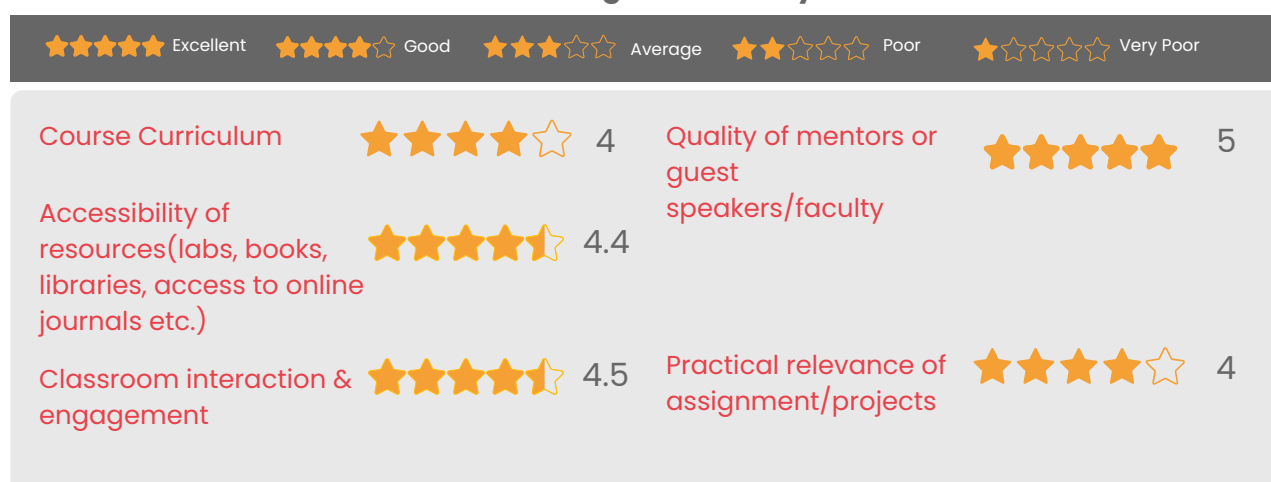 Excellent Good Average Poor Very Poor
Course Curriculum 4
Accessibility of
resources(labs, books,
libraries, access to online
journals etc.) 4.4
Classroom interaction &
engagement 4.5
Quality of mentors or
guest
speakers/faculty 5
Practical relevance of
assignment/projects 4